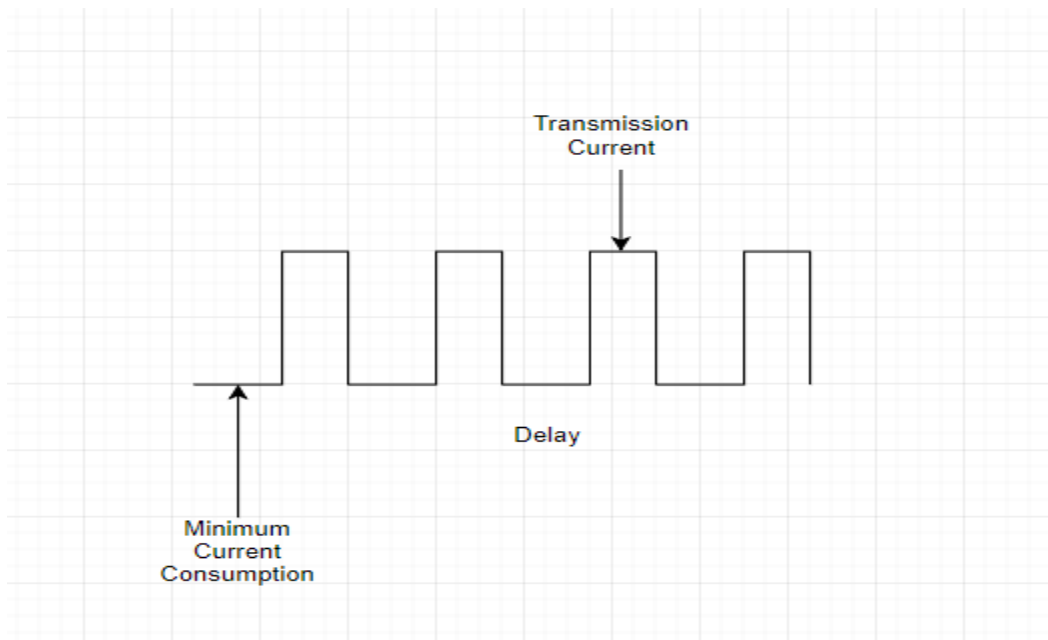 Transmission
Current
Delay
Minimum
Current
Consumption